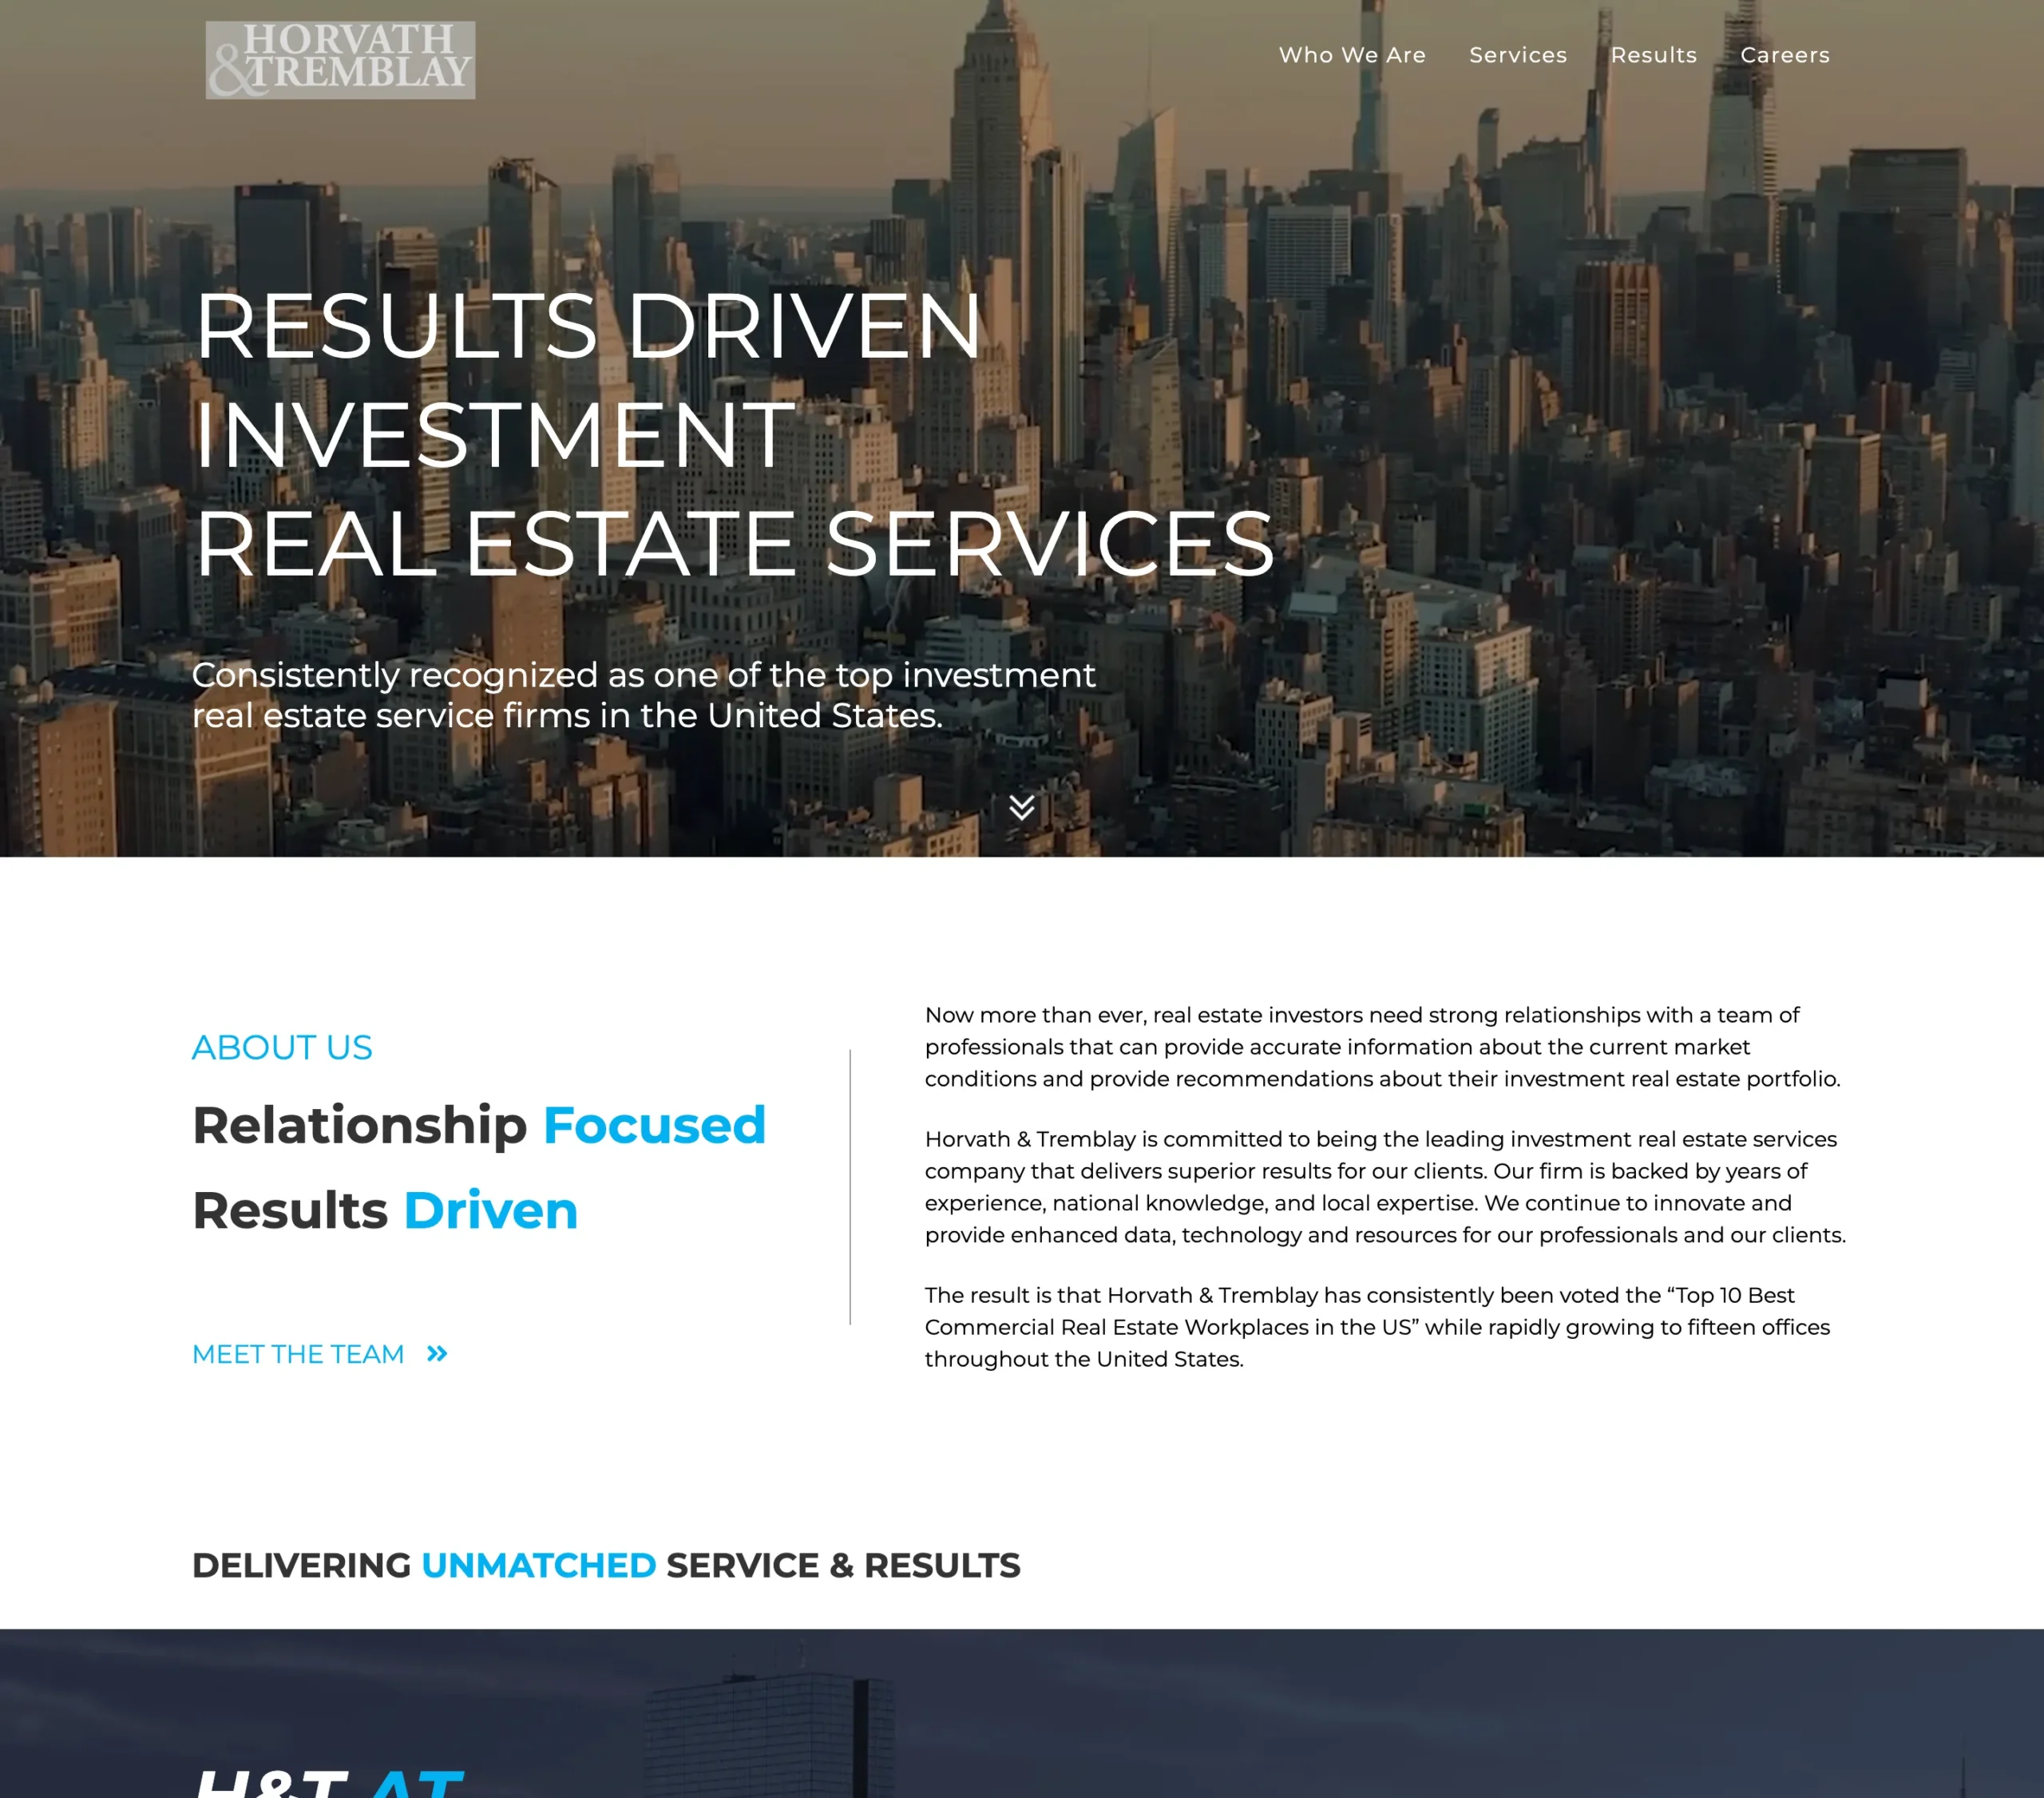 HORVATH
& TREMBLAY
Who We Are
Services
Results
Careers
RESULTS DRIVEN
INVESTMENT
REAL ESTATE SERVICES
Consistently recognized as one of the top investment
real estate service firms in the United States.
ABOUT US
Relationship Focused
Results Driven
MEET THE TEAM
Now more than ever, real estate investors need strong relationships with a team of
professionals that can provide accurate information about the current market
conditions and provide recommendations about their investment real estate portfolio.
Horvath & Tremblay is committed to being the leading investment real estate services
company that delivers superior results for our clients. Our firm is backed by years of
experience, national knowledge, and local expertise. We continue to innovate and
provide enhanced data, technology and resources for our professionals and our clients.
The result is that Horvath & Tremblay has consistently been voted the “Top 10 Best
Commercial Real Estate Workplaces in the US” while rapidly growing to fifteen offices
throughout the United States.
DELIVERING UNMATCHED SERVICE & RESULTS
H&T AT